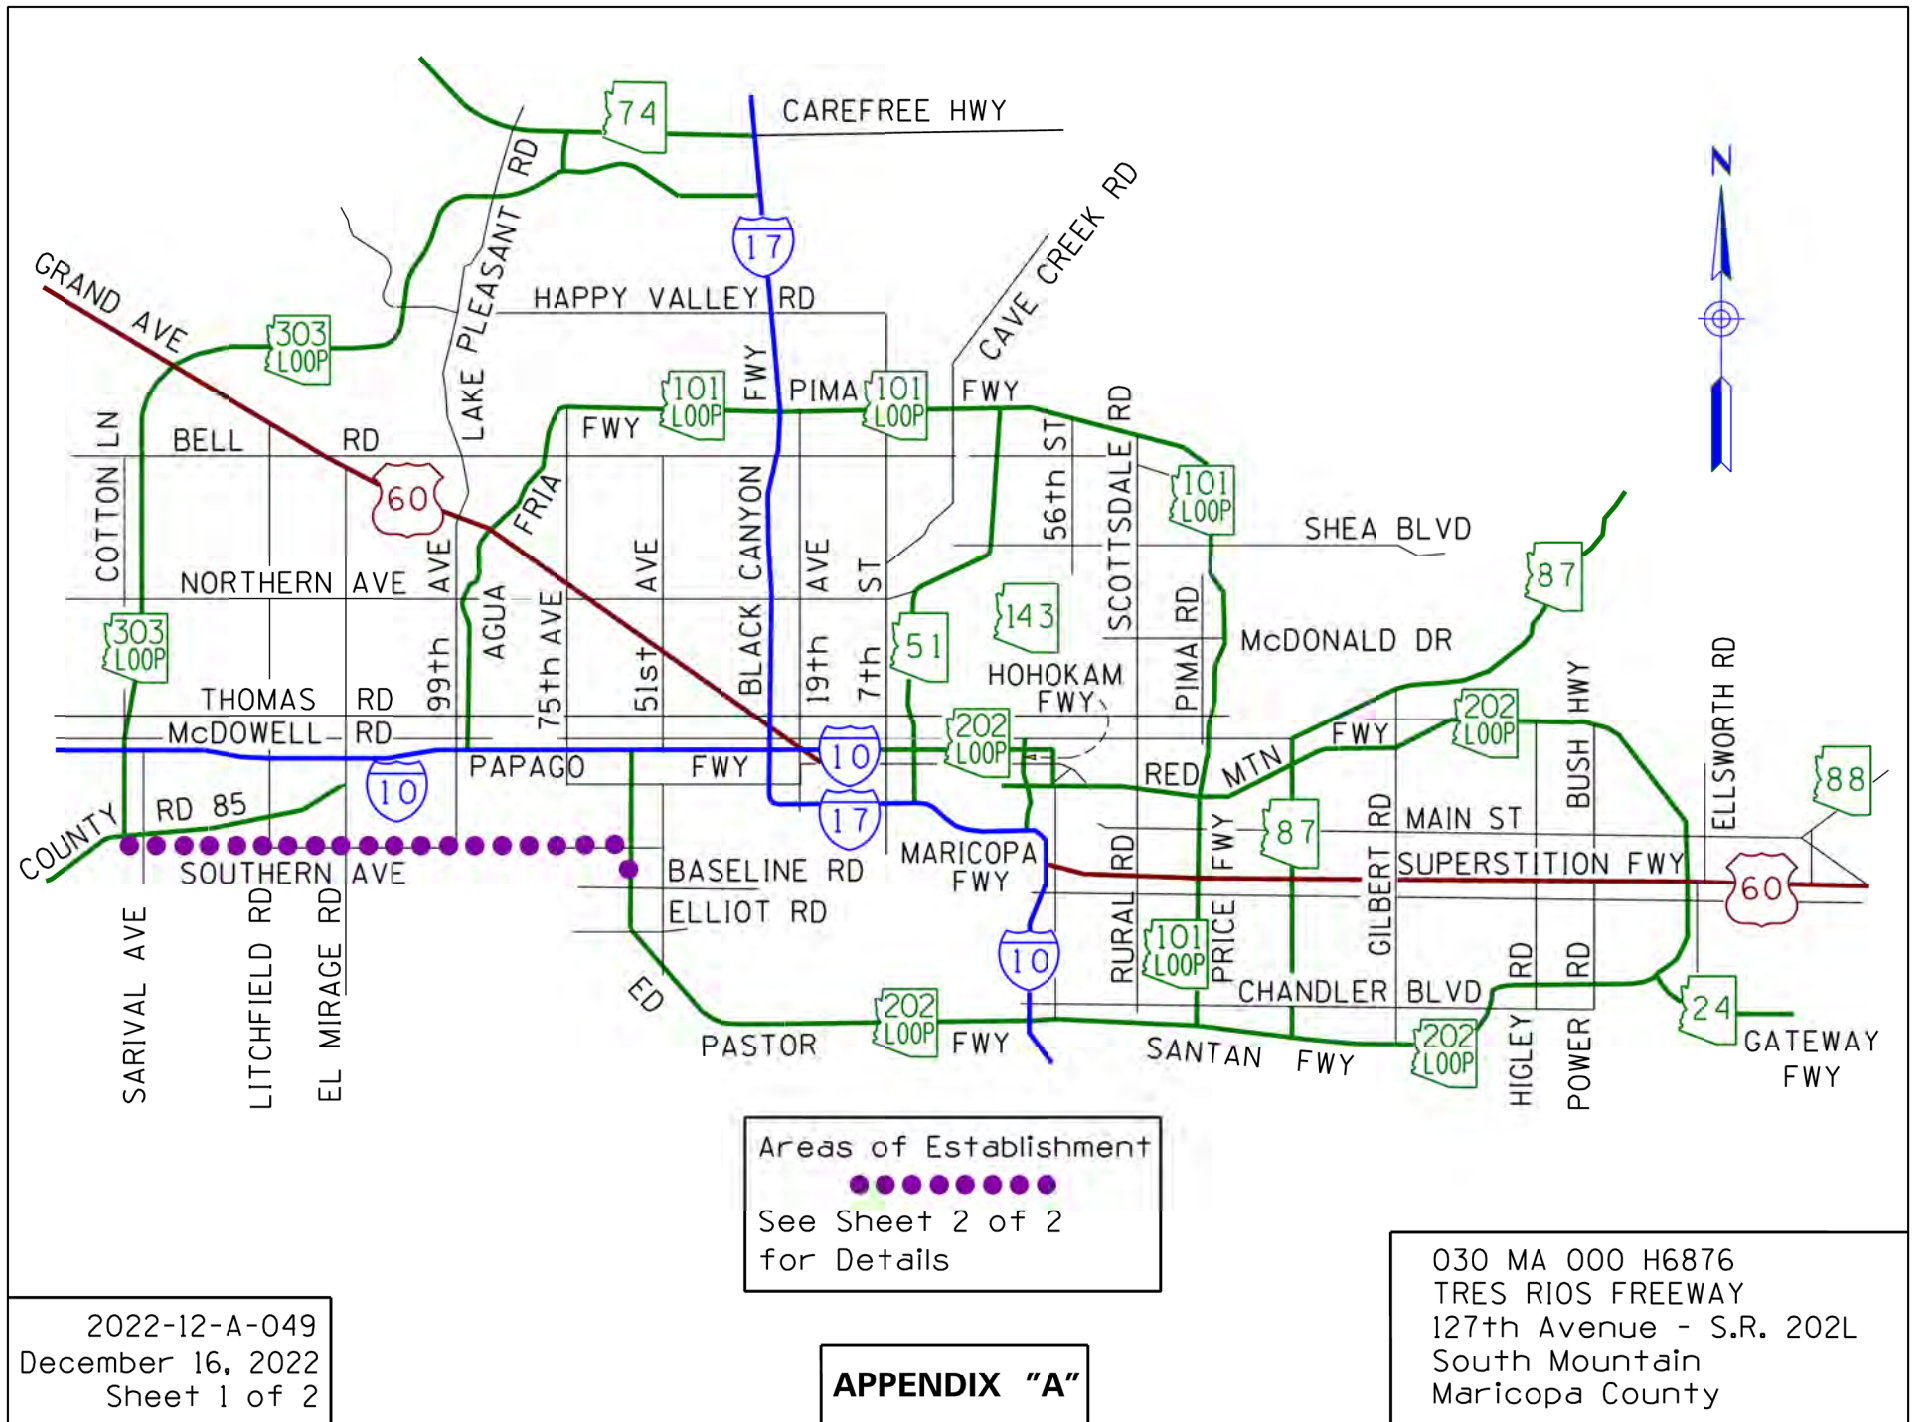 74
CAREFREE HWY
N
LAKE PLEASANT RD
17
CAVE CREEK RD
GRAND AVE
HAPPY VALLEY RD
303
LOOP
101
LOOP
FWY
PIMA
101
LOOP
FWY
FWY
COTTON LN
BELL RD
60
AGUA FRIA
BLACK CANYON
56th ST
SCOTTSDALE RD
101
LOOP
SHEA BLVD
87
NORTHERN AVE
99th AVE
75th AVE
51st AVE
19th AVE
7th ST
143
51
303
LOOP
PIMA RD
McDONALD DR
HOHOKAM
FWY
BUSH HWY
ELLSWORTH RD
THOMAS RD
McDOWELL RD
202
LOOP
FWY
202
LOOP
10
PAPAGO FWY
RED MTN
88
10
17
COUNTY RD 85
87
GILBERT RD
MAIN ST
SOUTHERN AVE
BASELINE RD
ELLIOT RD
MARICOPA
FWY
RURAL RD
PRICE FWY
SUPERSTITION FWY
60
SARIVAL AVE
LITCHFIELD RD
EL MIRAGE RD
10
101
LOOP
CHANDLER BLVD
HIGLEY RD
POWER RD
ED
PASTOR
202
LOOP
FWY
SANTAN FWY
202
LOOP
24
GATEWAY
FWY
Areas of Establishment
See Sheet 2 of 2
for Details
2022-12-A-049
December 16, 2022
Sheet 1 of 2
APPENDIX "A"
030 MA 000 H6876
TRES RIOS FREEWAY
127th Avenue - S.R. 202L
South Mountain
Maricopa County